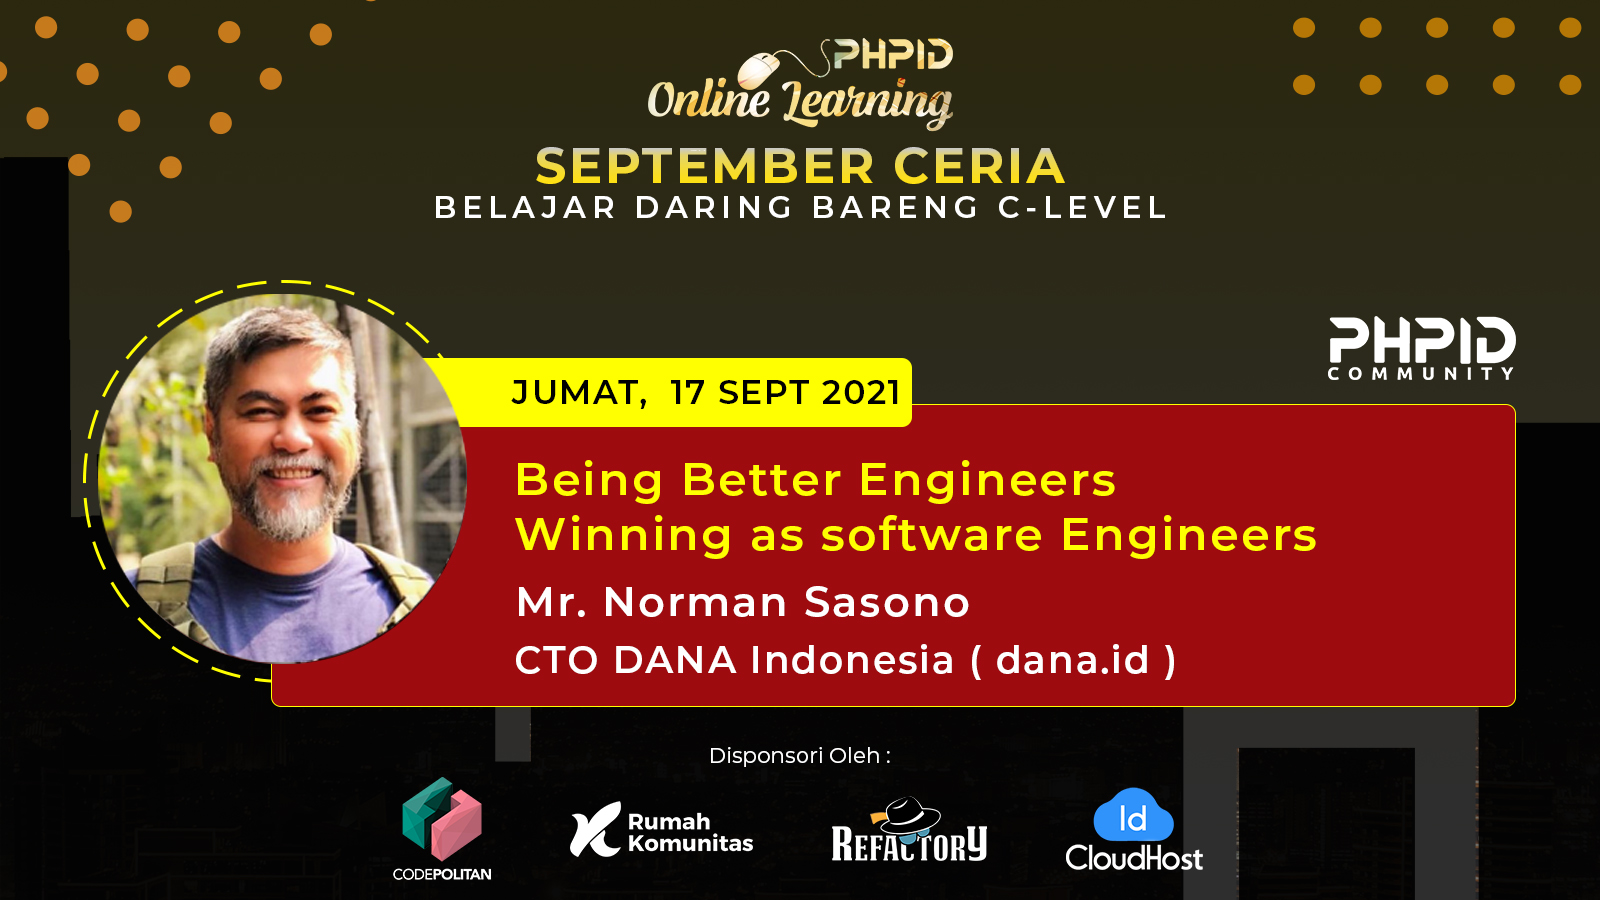 PHPID
Online Learning
SEPTEMBER CERIA
BELAJAR DARING BARENG C-LEVEL
PHPID
COMMUNITY
JUMAT, 17 SEPT 2021
Being Better Engineers
Winning as software Engineers
Mr. Norman Sasono
CTO DANA Indonesia ( dana.id )
Disponsori Oleh :
CODEPOLITAN
Rumah
Komunitas
REFACTORY
Id
CloudHost